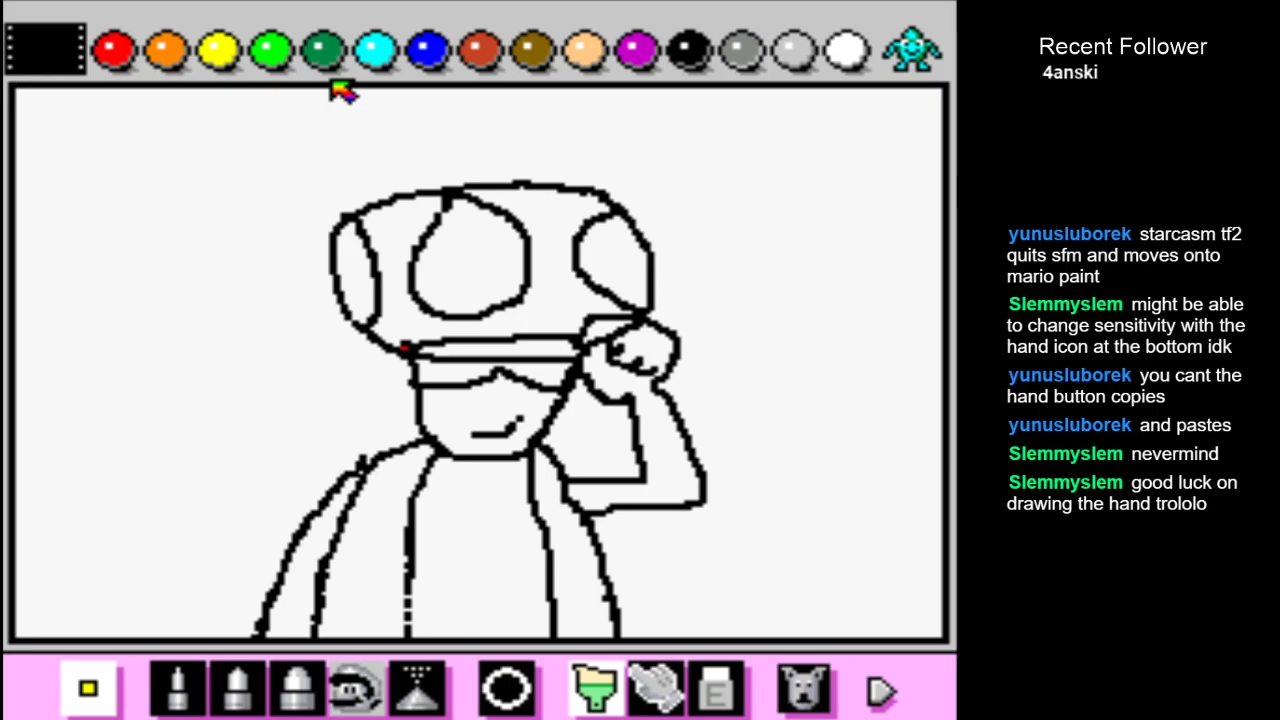 Recent Follower
4anski
yunusluborek starcasm tf2
quits sfm and moves onto
mario paint
Slemmyslem might be able
to change sensitivity with the
hand icon at the bottom idk
yunusluborek you cant the
hand button copies
yunusluborek and pastes
Slemmyslem nevermind
Slemmyslem good luck on
drawing the hand trololo
E